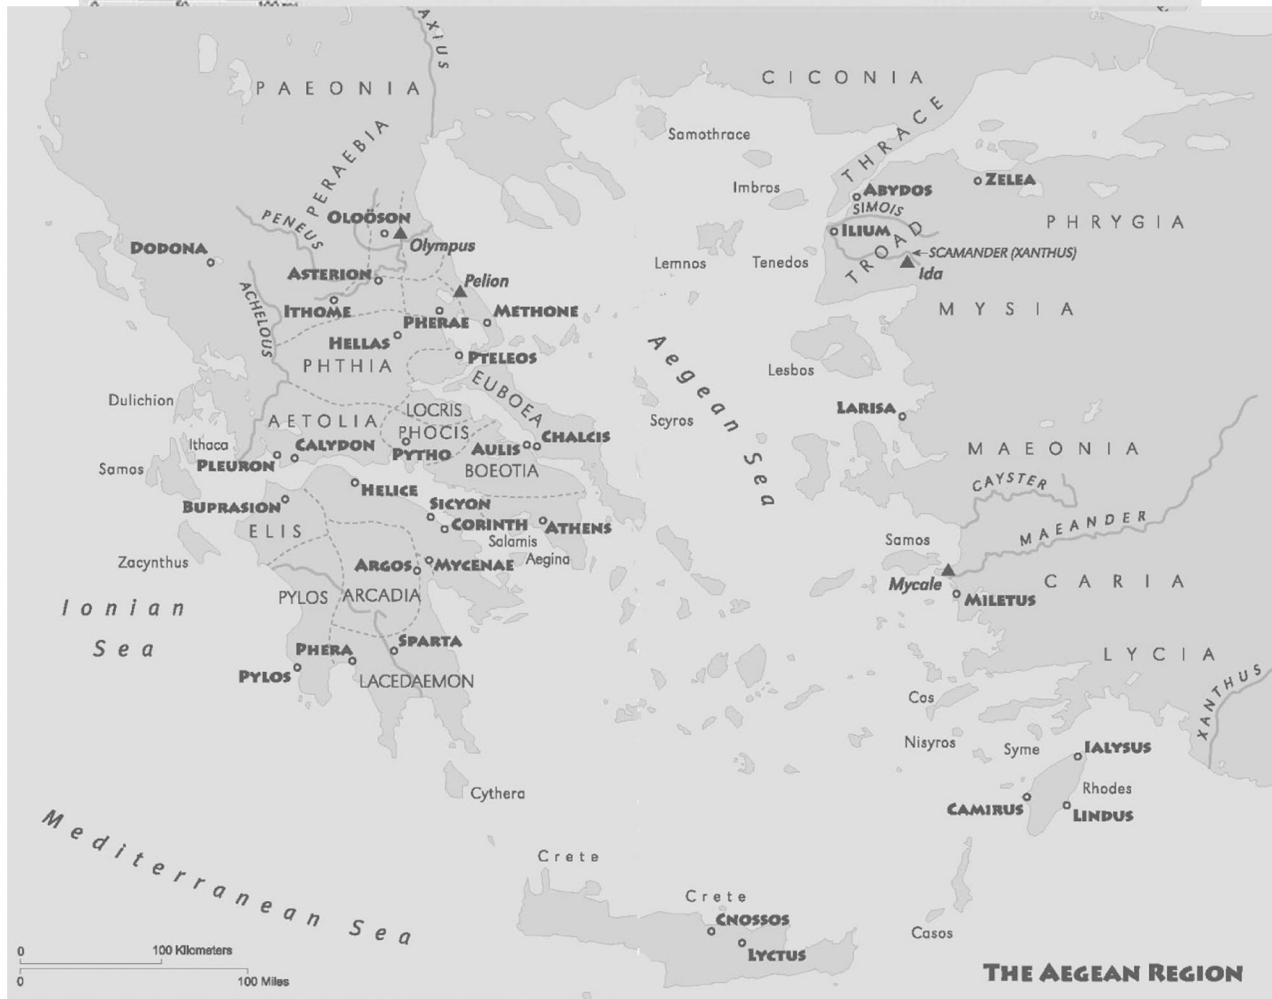 0 50 100 mi
AXIUS
PAEONIA
CICONIA
THRACE
Samothrace
PERAEBIA
Imbros
ABYDOS
ZELEA
SIMOIS
PENEUS
OLOÖSON
ILIUM
TROAD
PHRYGIA
DODONA
Olympus
SCAMANDER (XANTHUS)
Lemnos
Tenedos
Ida
ASTERION
Pelion
ACHELOUS
ITHOME
METHONE
PHERAE
MYSIA
HELLAS
PTELEOS
PHTHIA
Aegean Sea
Lesbos
EUBOEA
Dulichion
LOCRIS
LARISA
AETOLIA
Scyros
PHOCIS
Ithaca
CALYDON
CHALCIS
AULIS
PYTHO
MAEONIA
PLEURON
Samos
BOEOTIA
CAYSTER
HELICE
BUPRASION
SICYON
CORINTH
ATHENS
MAEANDER
ELIS
Salamis
Samos
Zacynthus
ARGOS
MYCENAE
Aegina
Mycale
CARIA
PYLOS
ARCADIA
MILETUS
Ionian
Sea
SPARTA
PHERA
LYCIA
PYLOS
LACEDAEMON
XANTHUS
Cos
Nisyros
Syme
IALYSUS
Cythera
Rhodes
CAMIRUS
LINDUS
Mediterranean Sea
Crete
Crete
CNOSSOS
Casos
LYCTUS
0 100 Kilometers
0 100 Miles
THE AEGEAN REGION